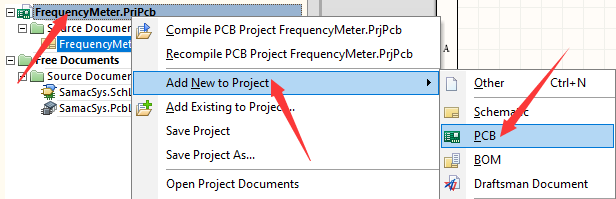 FrequencyMeter.PrjPcb
Source Documen
FrequencyMe
Free Documents
Source Documen
SamacSys.SchL
SamacSys.PcbL
Compile PCB Project FrequencyMeter.PrjPcb
Recompile PCB Project FrequencyMeter.PrjPcb
Add New to Project
Add Existing to Project...
Save Project
Save Project As...
Open Project Documents
A
Other Ctrl+N
Schematic
PCB
BOM
Draftsman Document